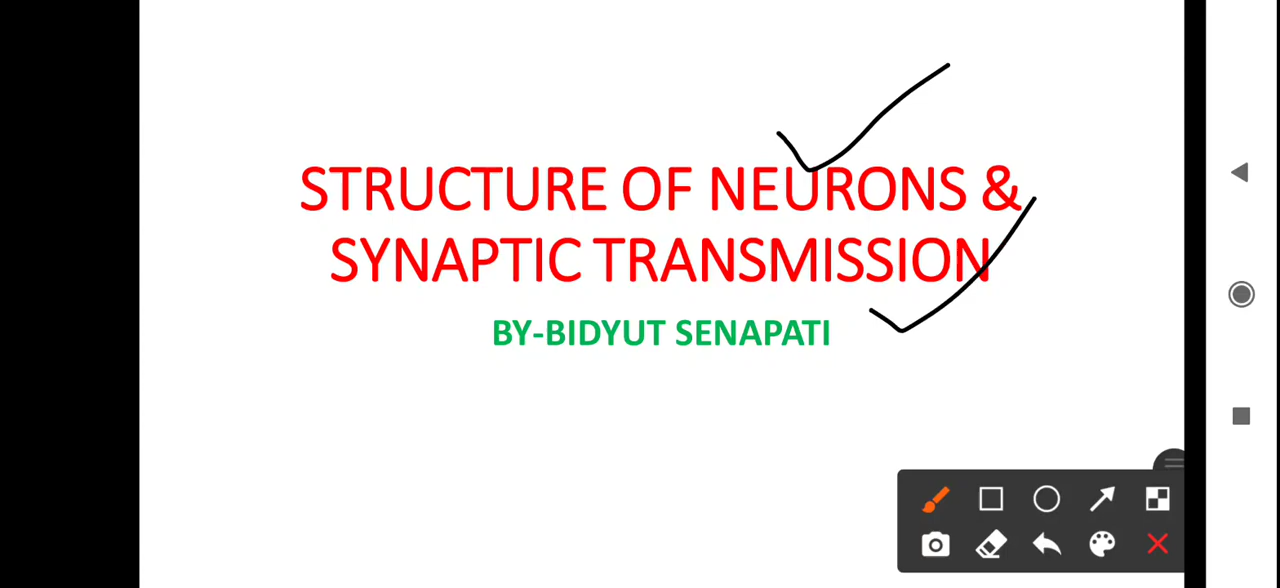 STRUCTURE OF NEURONS &
SYNAPTIC TRANSMISSION
BY-BIDYUT SENAPATI